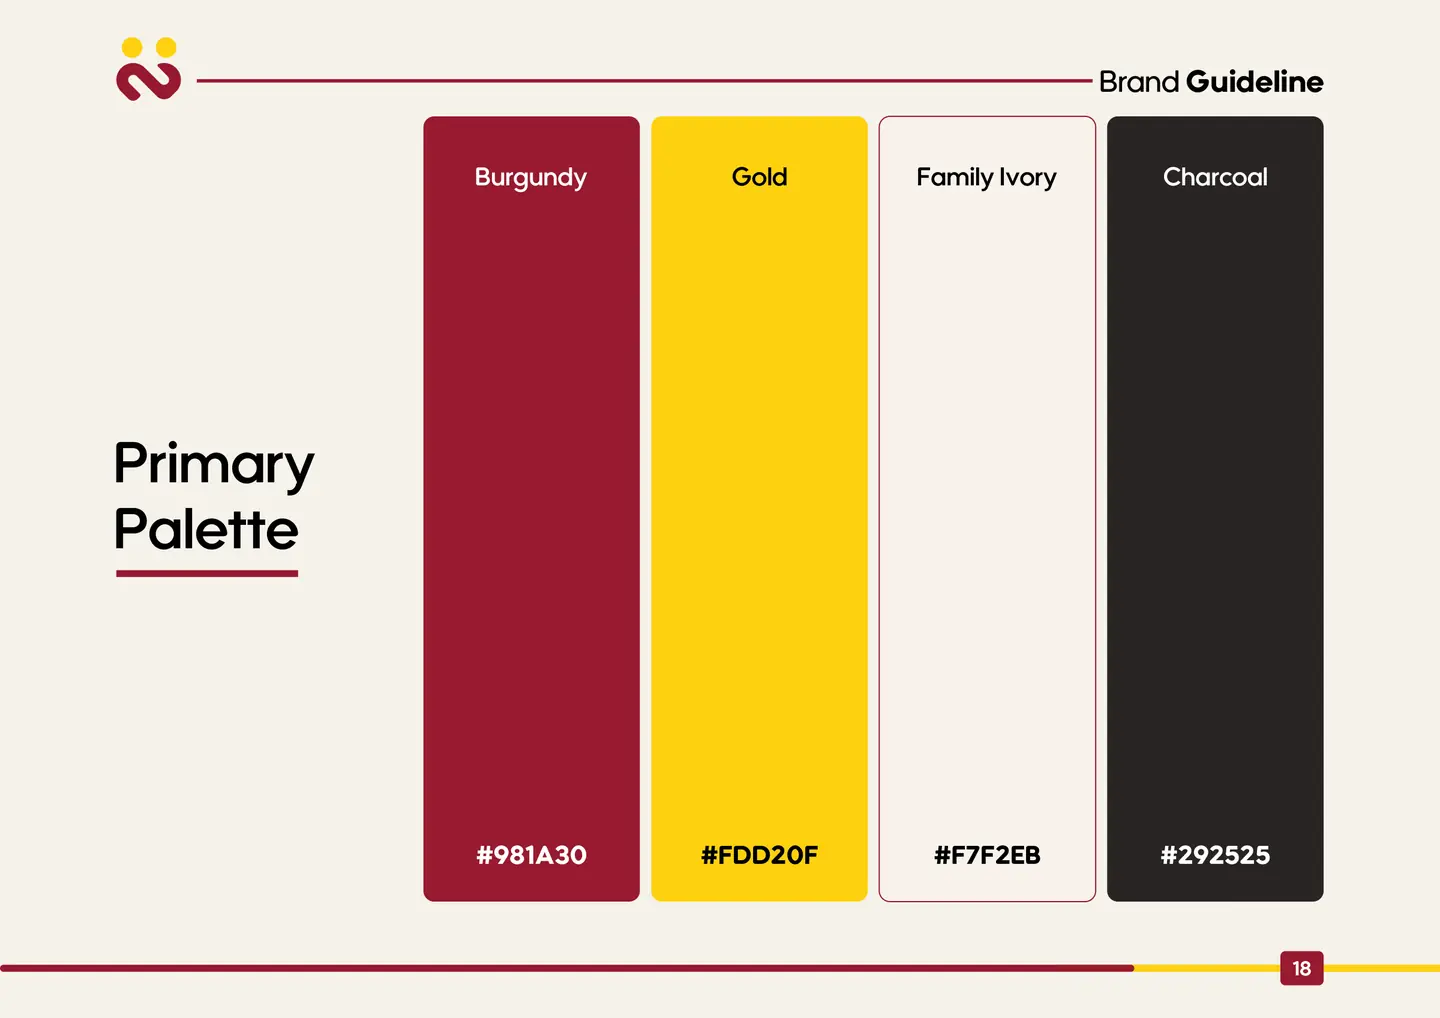 Brand Guideline
Primary
Palette
Burgundy
#981A30
Gold
#FDD20F
Family Ivory
#F7F2EB
Charcoal
#292525
18